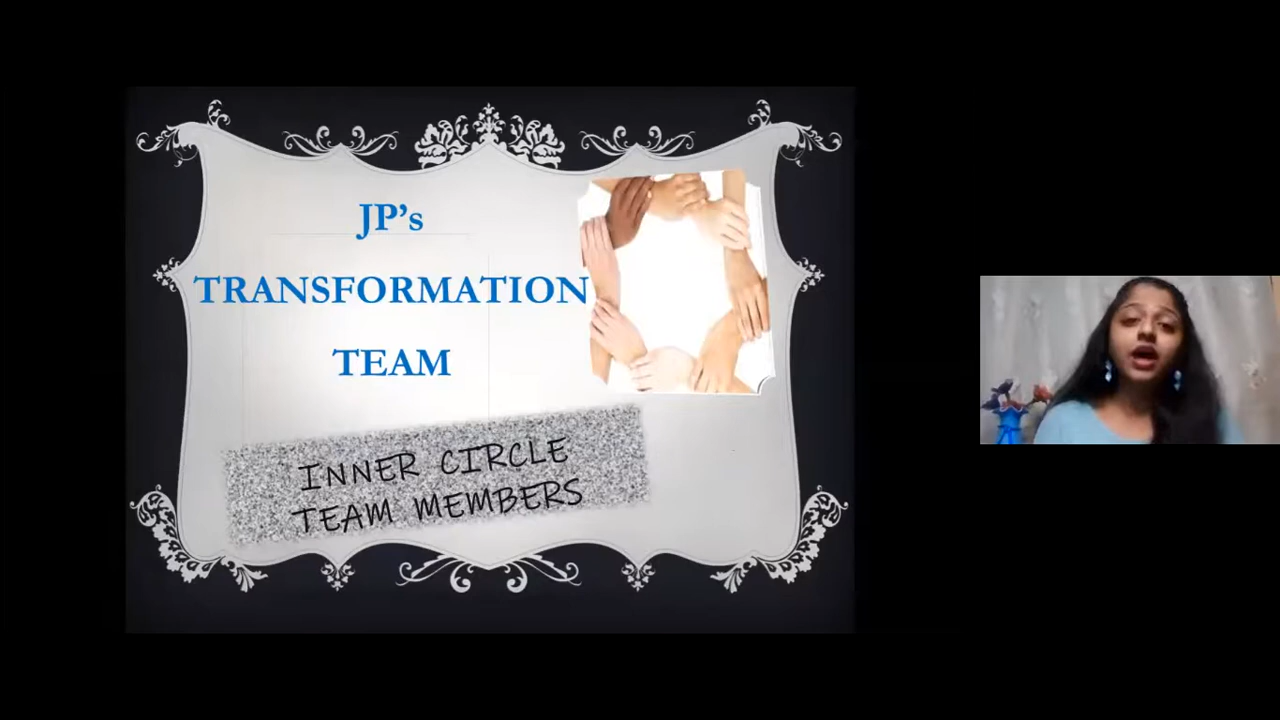 JP’s
TRANSFORMATION
TEAM
INNER CIRCLE
TEAM MEMBERS